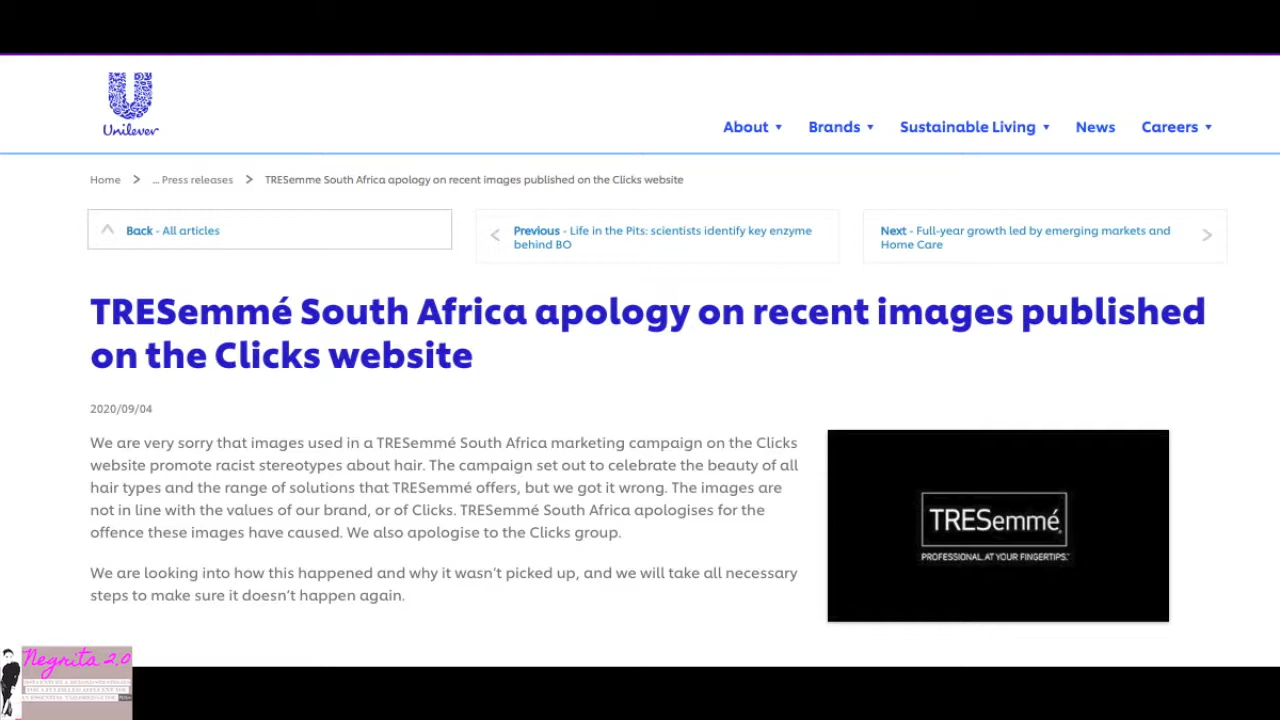 Unilever
About
Brands
Sustainable Living
News
Careers
Home > ... Press releases > TRESemme South Africa apology on recent images published on the Clicks website
Back - All articles
Previous - Life in the Pits: scientists identify key enzyme
behind BO
Next - Full-year growth led by emerging markets and
Home Care
TRESemmé South Africa apology on recent images published
on the Clicks website
2020/09/04
We are very sorry that images used in a TRESemmé South Africa marketing campaign on the Clicks
website promote racist stereotypes about hair. The campaign set out to celebrate the beauty of all
hair types and the range of solutions that TRESemmé offers, but we got it wrong. The images are
not in line with the values of our brand, or of Clicks. TRESemmé South Africa apologises for the
offence these images have caused. We also apologise to the Clicks group.
We are looking into how this happened and why it wasn't picked up, and we will take all necessary
steps to make sure it doesn't happen again.
TRESemmé
PROFESSIONAL. AT YOUR FINGERTIPS.™
Negrita 2.0